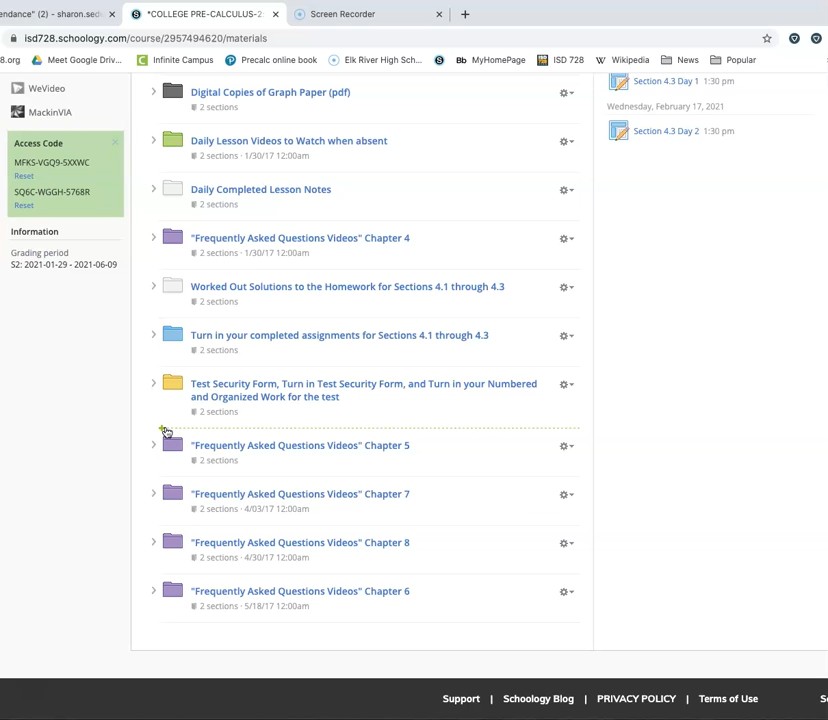 endance" (2) - sharon.sed
*COLLEGE PRE-CALCULUS-2
Screen Recorder
isd728.schoology.com/course/2957494620/materials
8.org
Meet Google Driv...
Infinite Campus
Precalc online book
Elk River High Sch...
Bb MyHomePage
ISD 728
Wikipedia
News
Popular
WeVideo
MackinVIA
Access Code
MFKS-VGQ9-5XXWC
Reset
SQ6C-WGGH-5768R
Reset
Information
Grading period
S2: 2021-01-29 - 2021-06-09
Digital Copies of Graph Paper (pdf)
2 sections
Daily Lesson Videos to Watch when absent
2 sections · 1/30/17 12:00am
Daily Completed Lesson Notes
2 sections
"Frequently Asked Questions Videos" Chapter 4
2 sections · 1/30/17 12:00am
Worked Out Solutions to the Homework for Sections 4.1 through 4.3
2 sections
Turn in your completed assignments for Sections 4.1 through 4.3
2 sections
Test Security Form, Turn in Test Security Form, and Turn in your Numbered
and Organized Work for the test
2 sections
"Frequently Asked Questions Videos" Chapter 5
2 sections
"Frequently Asked Questions Videos" Chapter 7
2 sections · 4/03/17 12:00am
"Frequently Asked Questions Videos" Chapter 8
2 sections · 4/30/17 12:00am
"Frequently Asked Questions Videos" Chapter 6
2 sections · 5/18/17 12:00am
Section 4.3 Day 1 1:30 pm
Wednesday, February 17, 2021
Section 4.3 Day 2 1:30 pm
Support | Schoology Blog | PRIVACY POLICY | Terms of Use